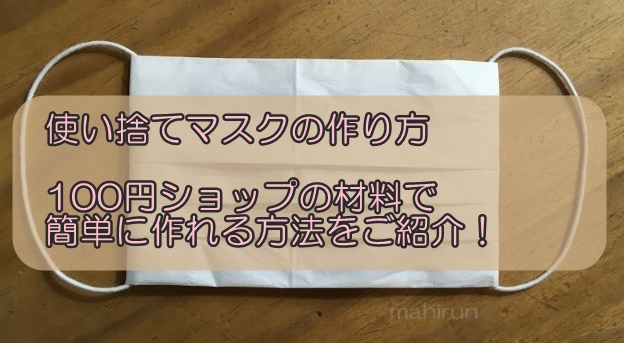 使い捨てマスクの作り方
100円ショップの材料で
簡単に作れる方法をご紹介！
mahirun